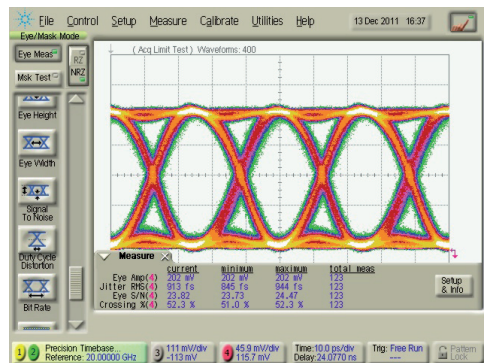 File Control Setup Measure Calibrate Utilities Help 13 Dec 2011 16:37
Eye/Mask Mode
Eye Meas
Msk Test
RZ
NRZ
( Acq Limit Test ) Waveforms: 400
Eye Height
Eye Width
Signal To Noise
Duty Cycle Distortion
Bit Rate
Measure
current minimum maximum total meas
Eye Amp(4) 202 mV 202 mV 202 mV 123
Jitter RMS(4) 913 fs 845 fs 944 fs 123
Eye S/N(4) 23.82 23.73 24.47 123
Crossing %(4) 52.3 % 51.0 % 52.3 % 123
Setup & Info
1 2 Precision Timebase...
Reference: 20.00000 GHz
3 111 mV/div
-113 mV
4 45.9 mV/div
115.7 mV
Time:10.0 ps/div
Delay:24.0770 ns
Trig: Free Run
---
Pattern Lock